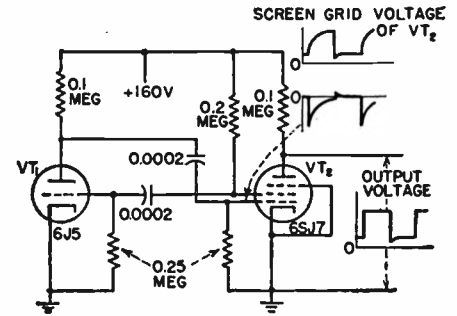 SCREEN GRID VOLTAGE
OF VT₂
0
0
0.1
MEG
+160V
0.2
MEG
0.1
MEG
VT₁
0.0002
VT₂
0.0002
6J5
6SJ7
0.25
MEG
OUTPUT
VOLTAGE
0